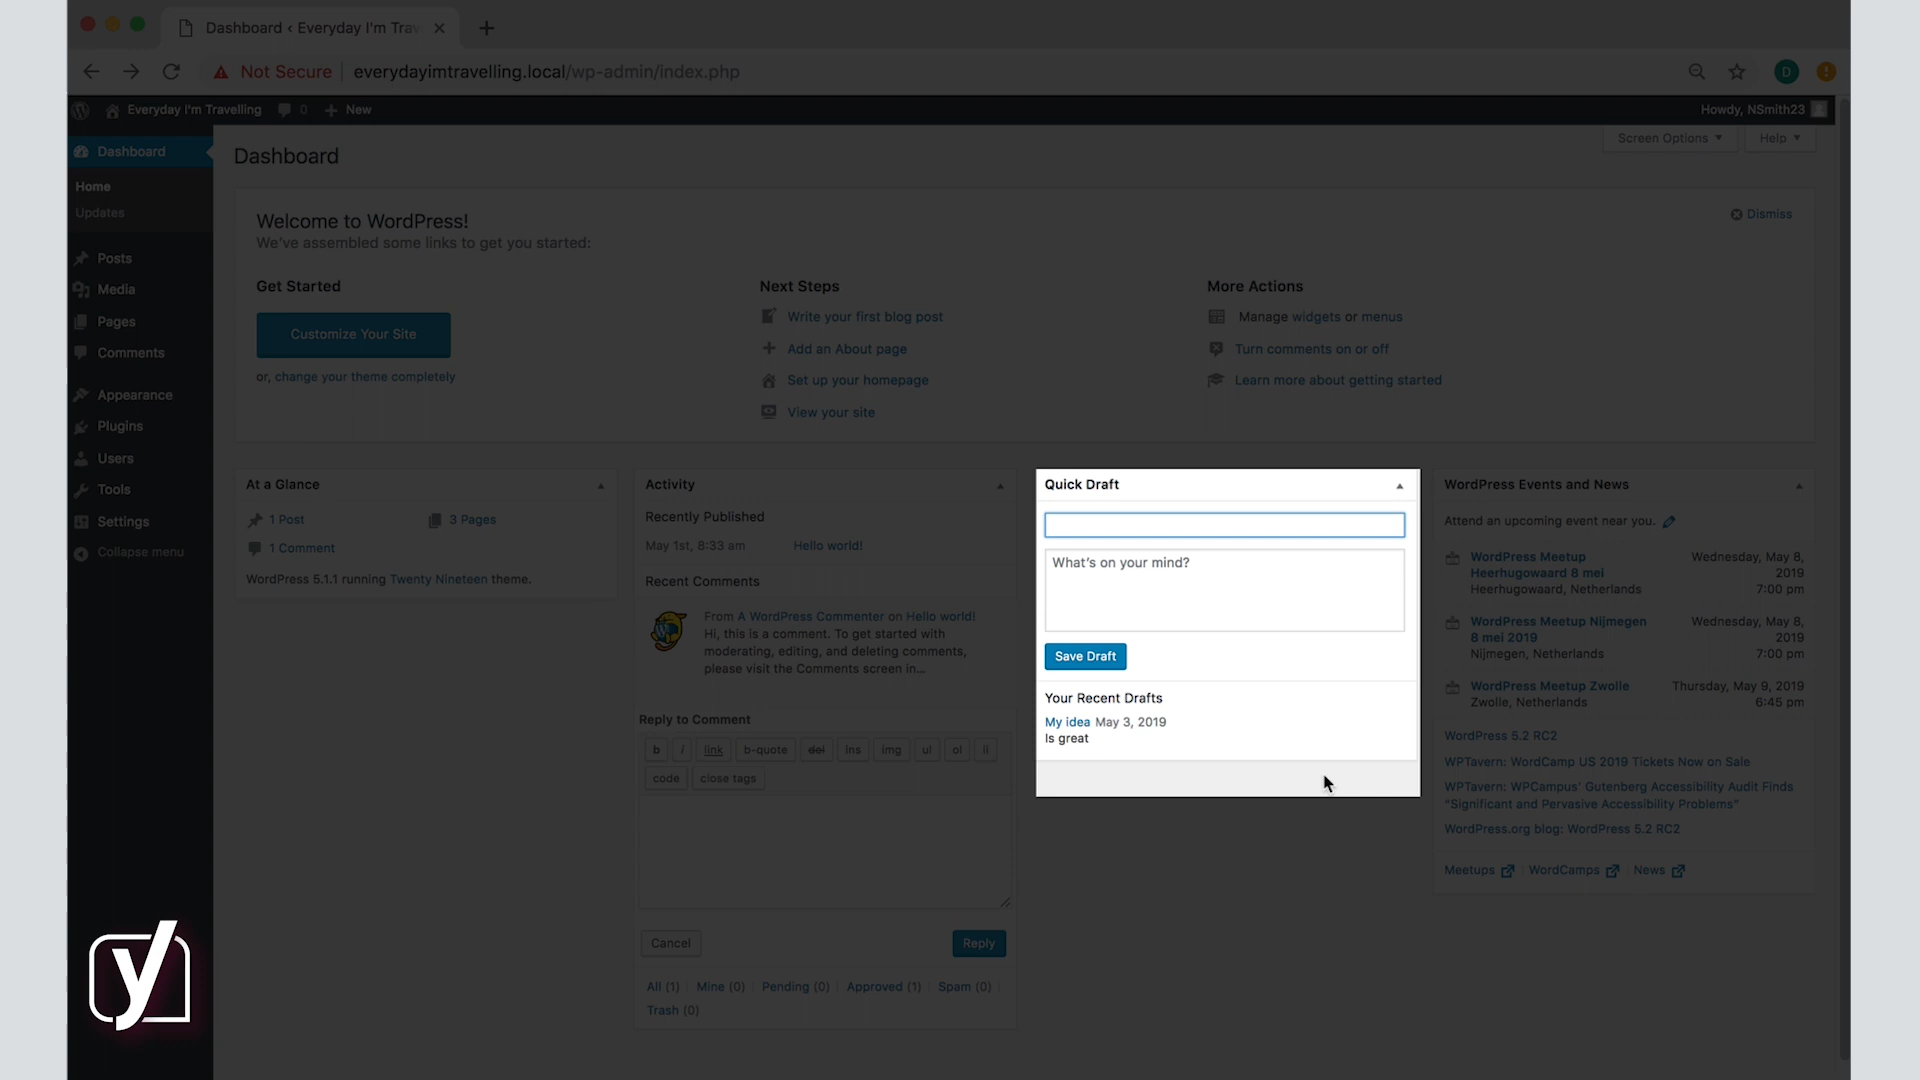 Dashboard ‹ Everyday I'm Trav
Not Secure everydayimtravelling.local/wp-admin/index.php
D
Everyday I'm Travelling 0 + New
Howdy, NSmith23
Dashboard
Home
Updates
Posts
Media
Pages
Comments
Appearance
Plugins
Users
Tools
Settings
Collapse menu
Dashboard
Screen Options
Help
Welcome to WordPress!
We've assembled some links to get you started:
Dismiss
Get Started
Customize Your Site
or, change your theme completely
Next Steps
Write your first blog post
Add an About page
Set up your homepage
View your site
More Actions
Manage widgets or menus
Turn comments on or off
Learn more about getting started
At a Glance
1 Post
3 Pages
1 Comment
WordPress 5.1.1 running Twenty Nineteen theme.
Activity
Recently Published
May 1st, 8:33 am Hello world!
Recent Comments
From A WordPress Commenter on Hello world!
Hi, this is a comment. To get started with
moderating, editing, and deleting comments,
please visit the Comments screen in…
Reply to Comment
b i link b-quote del ins img ul ol li
code close tags
Cancel
Reply
All (1) | Mine (0) | Pending (0) | Approved (1) | Spam (0) |
Trash (0)
Quick Draft
What's on your mind?
Save Draft
Your Recent Drafts
My idea May 3, 2019
Is great
WordPress Events and News
Attend an upcoming event near you.
WordPress Meetup
Heerhugowaard 8 mei
Heerhugowaard, Netherlands
Wednesday, May 8,
2019
7:00 pm
WordPress Meetup Nijmegen
8 mei 2019
Nijmegen, Netherlands
Wednesday, May 8,
2019
7:00 pm
WordPress Meetup Zwolle
Zwolle, Netherlands
Thursday, May 9, 2019
6:45 pm
WordPress 5.2 RC2
WPTavern: WordCamp US 2019 Tickets Now on Sale
WPTavern: WPCampus' Gutenberg Accessibility Audit Finds
“Significant and Pervasive Accessibility Problems”
WordPress.org blog: WordPress 5.2 RC2
Meetups | WordCamps | News
y